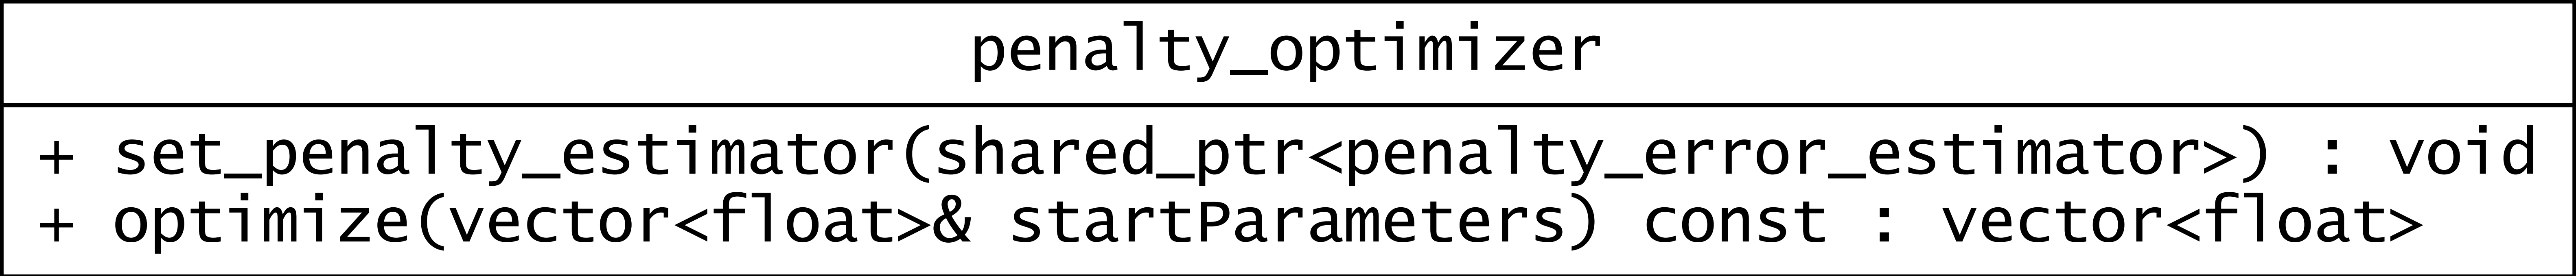 penalty_optimizer
+ set_penalty_estimator(shared_ptr<penalty_error_estimator>) : void
+ optimize(vector<float>& startParameters) const : vector<float>